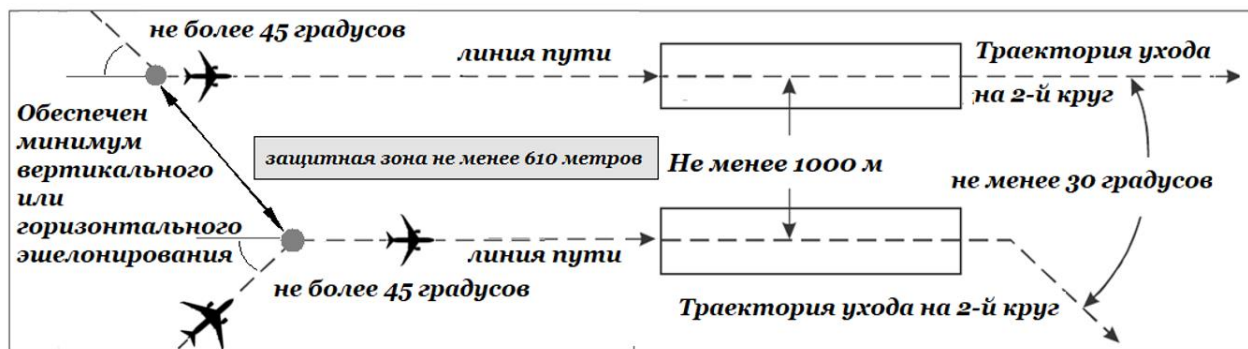 не более 45 градусов
линия пути
Траектория ухода
на 2-й круг
Обеспечен
минимум
вертикального
или
горизонтального
эшелонирования
защитная зона не менее 610 метров
Не менее 1000 м
не менее 30 градусов
линия пути
не более 45 градусов
Траектория ухода на 2-й круг